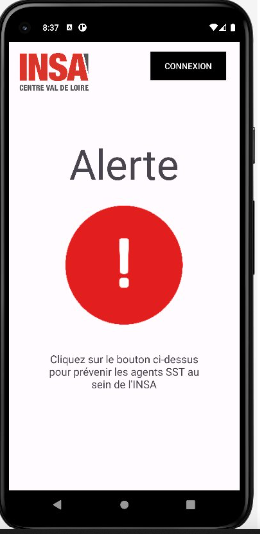 8:37
INSA
CENTRE VAL DE LOIRE
CONNEXION
Alerte
!
Cliquez sur le bouton ci-dessus
pour prévenir les agents SST au
sein de l'INSA